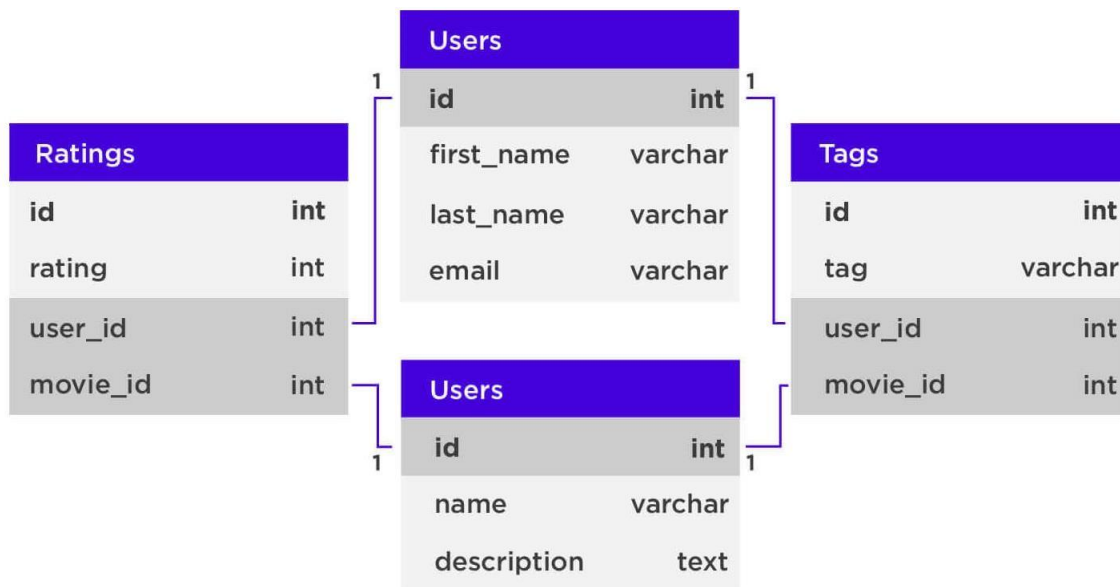 Users
1 1
id int
first_name varchar
last_name varchar
email varchar
Ratings
id int
rating int
user_id int
movie_id int
Tags
id int
tag varchar
user_id int
movie_id int
Users
id int
1 1
name varchar
description text